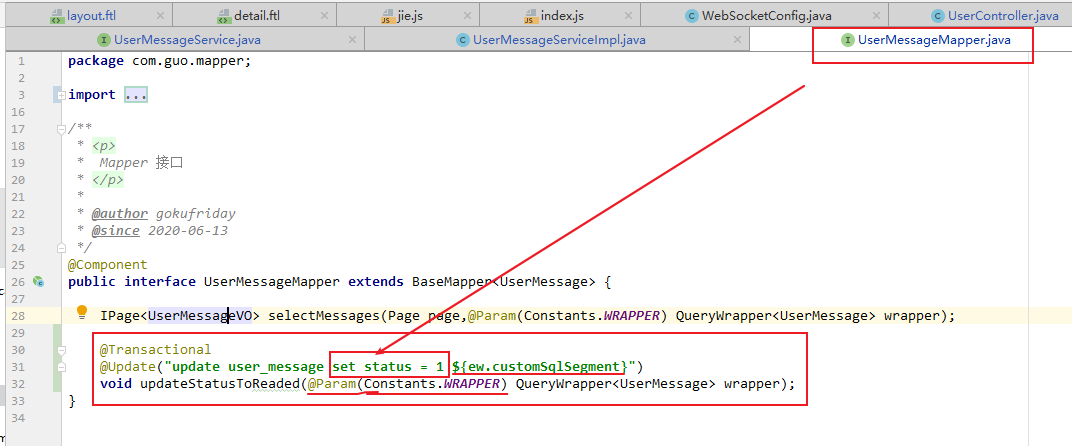 layout.ftl detail.ftl jie.js index.js WebSocketConfig.java UserController.java
UserMessageService.java UserMessageServiceImpl.java UserMessageMapper.java
1 package com.guo.mapper;
2
3 import ...
16
17 /**
18 * <p>
19 * Mapper 接口
20 * </p>
21 *
22 * @author gokufriday
23 * @since 2020-06-13
24 */
25 @Component
26 public interface UserMessageMapper extends BaseMapper<UserMessage> {
27
28 IPage<UserMessageVO> selectMessages(Page page,@Param(Constants.WRAPPER) QueryWrapper<UserMessage> wrapper);
29
30 @Transactional
31 @Update("update user_message set status = 1 ${ew.customSqlSegment}")
32 void updateStatusToReaded(@Param(Constants.WRAPPER) QueryWrapper<UserMessage> wrapper);
33 }
34